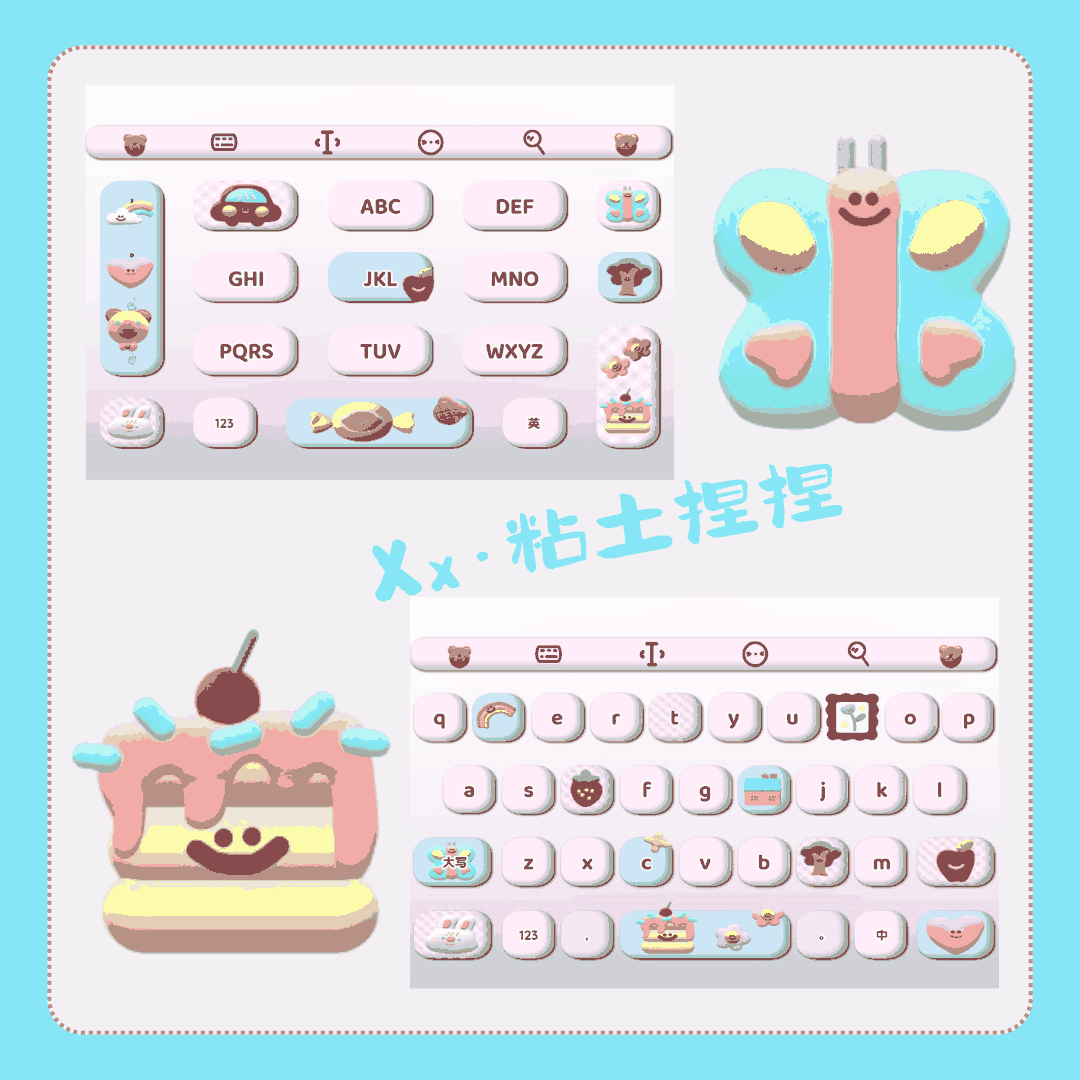 ABC DEF
GHI JKL MNO
PQRS TUV WXYZ
123 英
Xx·粘土捏捏
q e r t y u o p
a s f g j k l
大写 z x c v b m
123 , 。 中